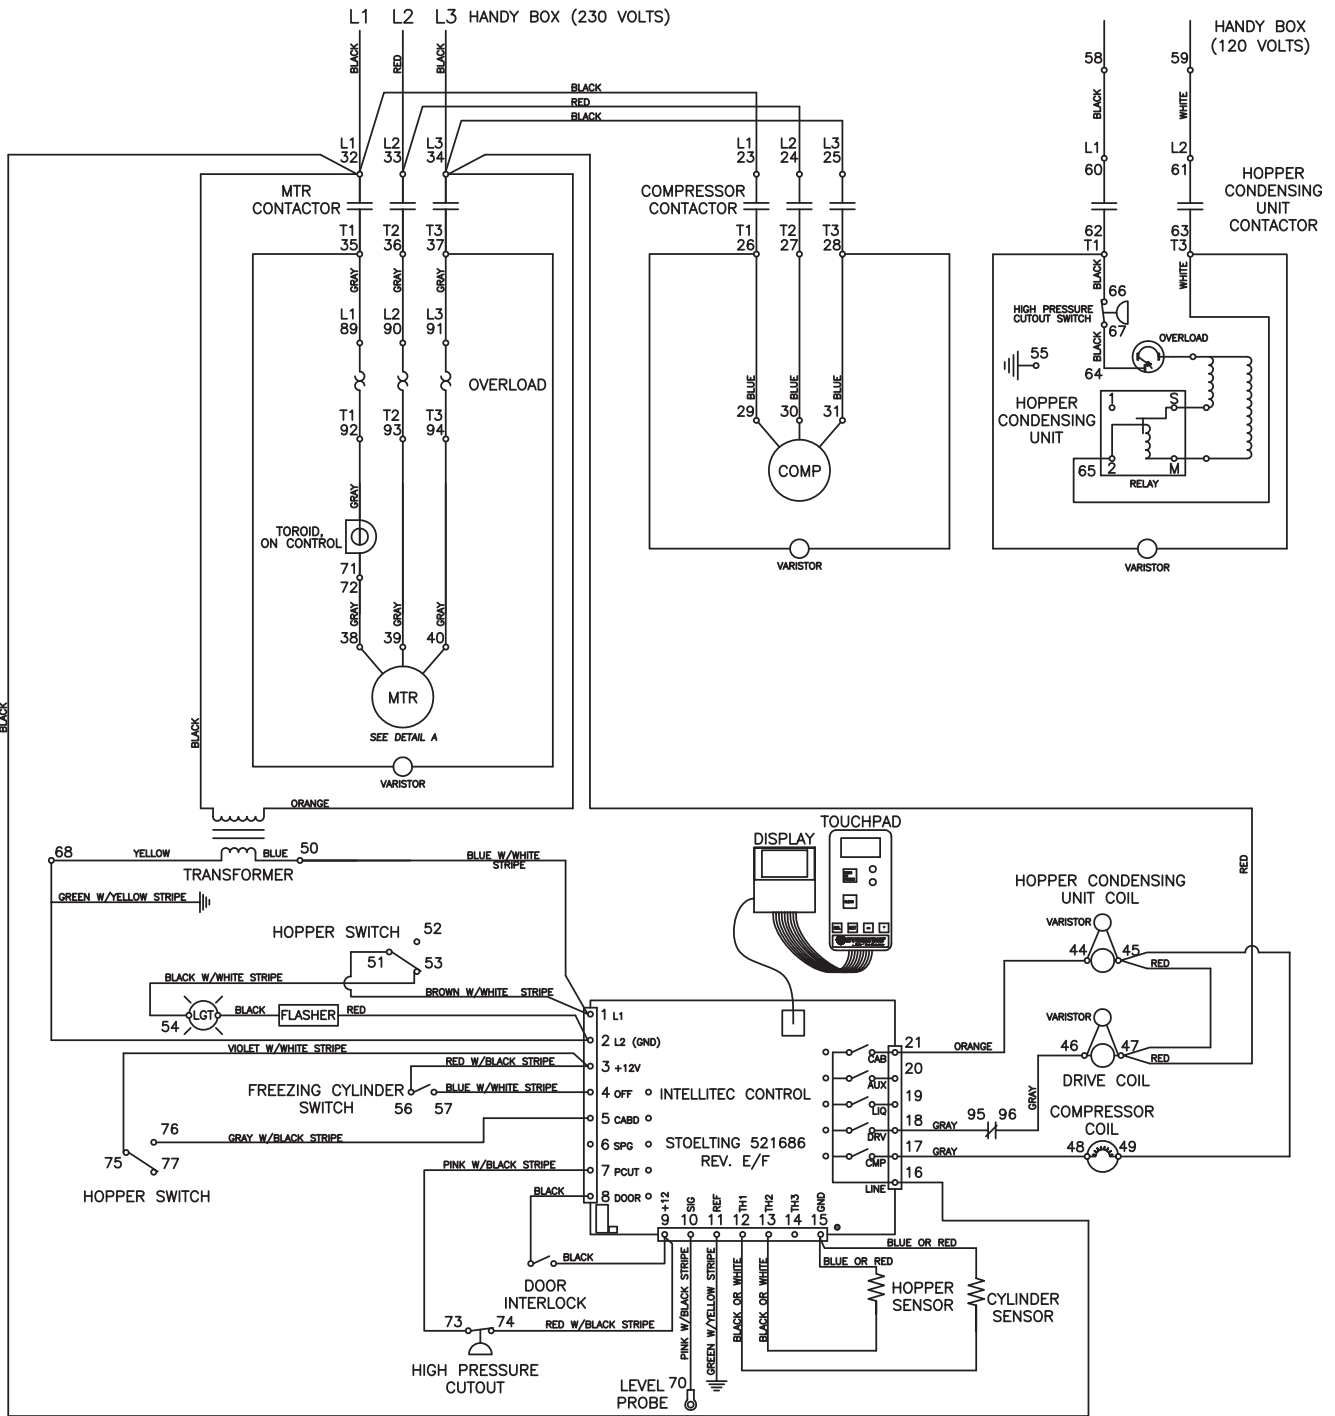 L1 L2 L3 HANDY BOX (230 VOLTS)
HANDY BOX
(120 VOLTS)
BLACK
RED
BLACK
58
59
BLACK
WHITE
BLACK
RED
BLACK
L1
32
L2
33
L3
34
L1
23
L2
24
L3
25
L1
60
L2
61
MTR
CONTACTOR
COMPRESSOR
CONTACTOR
HOPPER
CONDENSING
UNIT
CONTACTOR
T1
35
T2
36
T3
37
T1
26
T2
27
T3
28
62
T1
63
T3
GRAY
GRAY
GRAY
BLACK
WHITE
L1
89
L2
90
L3
91
66
HIGH PRESSURE
CUTOUT SWITCH
67
BLACK
OVERLOAD
55
64
OVERLOAD
T1
92
T2
93
T3
94
BLUE
BLUE
BLUE
29
30
31
COMP
HOPPER
CONDENSING
UNIT
1
S
65
2
M
RELAY
GRAY
TOROID,
ON CONTROL
71
72
VARISTOR
VARISTOR
GRAY
GRAY
GRAY
38
39
40
MTR
SEE DETAIL A
VARISTOR
BLACK
BLACK
ORANGE
68
YELLOW
BLUE
50
BLUE W/WHITE
STRIPE
TRANSFORMER
GREEN W/YELLOW STRIPE
DISPLAY
TOUCHPAD
RED
HOPPER CONDENSING
UNIT COIL
VARISTOR
44
45
RED
HOPPER SWITCH
52
51
53
BLACK W/WHITE STRIPE
BROWN W/WHITE STRIPE
54
LGT
BLACK
FLASHER
RED
1 L1
2 L2 (GND)
VIOLET W/WHITE STRIPE
3 +12V
RED W/BLACK STRIPE
FREEZING CYLINDER
SWITCH
56
57
BLUE W/WHITE STRIPE
4 OFF
INTELLITEC CONTROL
5 CABD
76
GRAY W/BLACK STRIPE
6 SPG
STOELTING 521686
REV. E/F
75
77
HOPPER SWITCH
PINK W/BLACK STRIPE
7 PCUT
BLACK
8 DOOR
21
CAB
ORANGE
20
AUX
19
LIQ
18
DRV
GRAY
95 96
GRAY
17
CMP
GRAY
16
LINE
VARISTOR
46
47
RED
DRIVE COIL
COMPRESSOR
COIL
48
49
+12
9
SIG
10
REF
11
TH1
12
TH2
13
TH3
14
GND
15
BLACK
DOOR
INTERLOCK
BLUE OR RED
BLUE OR RED
HOPPER
SENSOR
CYLINDER
SENSOR
73
74
RED W/BLACK STRIPE
HIGH PRESSURE
CUTOUT
PINK W/BLACK STRIPE
GREEN W/YELLOW STRIPE
BLACK OR WHITE
BLACK OR WHITE
LEVEL
PROBE
70